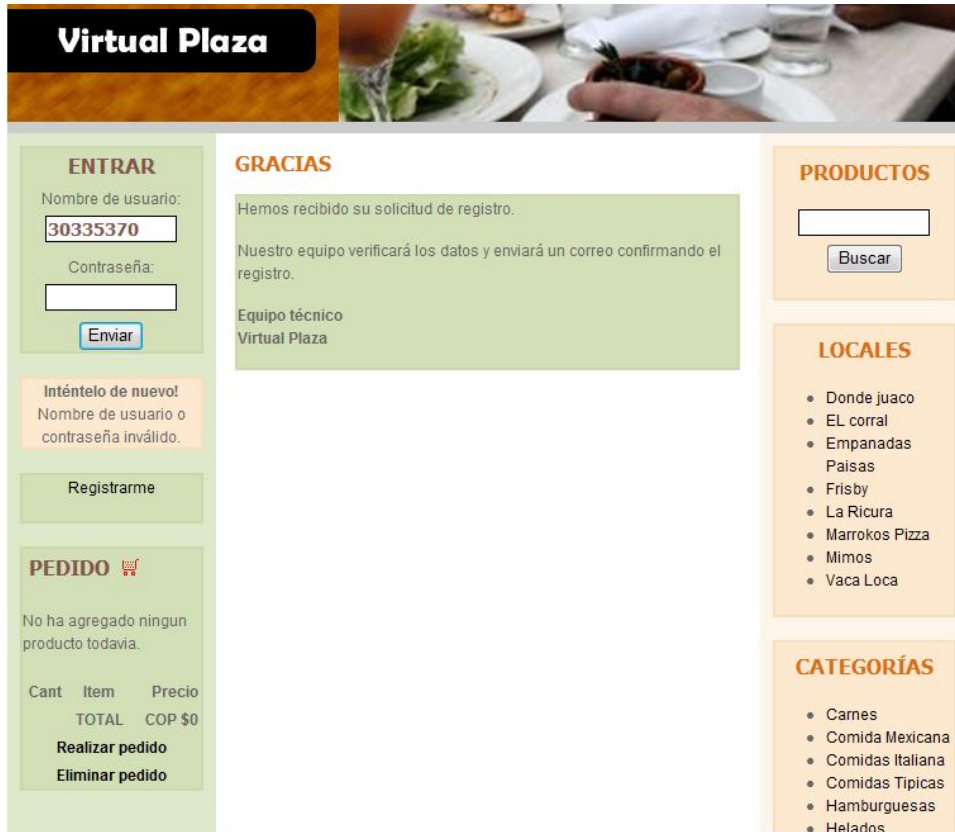 Virtual Plaza
ENTRAR
Nombre de usuario:
30335370
Contraseña:
Enviar
Inténtelo de nuevo!
Nombre de usuario o
contraseña inválido.
Registrarme
PEDIDO
No ha agregado ningun
producto todavia.
Cant Item Precio
TOTAL COP $0
Realizar pedido
Eliminar pedido
GRACIAS
Hemos recibido su solicitud de registro.
Nuestro equipo verificará los datos y enviará un correo confirmando el
registro.
Equipo técnico
Virtual Plaza
PRODUCTOS
Buscar
LOCALES
Donde juaco
EL corral
Empanadas
Paisas
Frisby
La Ricura
Marrokos Pizza
Mimos
Vaca Loca
CATEGORÍAS
Carnes
Comida Mexicana
Comidas Italiana
Comidas Tipicas
Hamburguesas
Helados